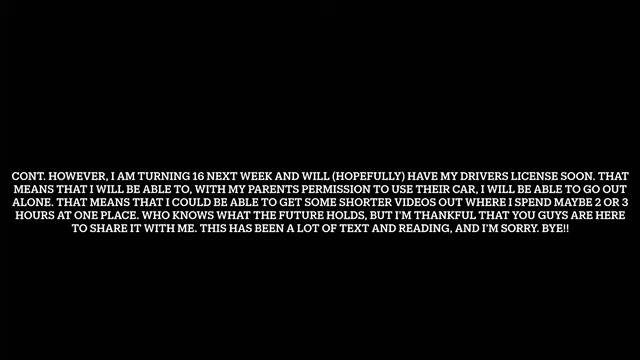 CONT. HOWEVER, I AM TURNING 16 NEXT WEEK AND WILL (HOPEFULLY) HAVE MY DRIVERS LICENSE SOON. THAT
MEANS THAT I WILL BE ABLE TO, WITH MY PARENTS PERMISSION TO USE THEIR CAR, I WILL BE ABLE TO GO OUT
ALONE. THAT MEANS THAT I COULD BE ABLE TO GET SOME SHORTER VIDEOS OUT WHERE I SPEND MAYBE 2 OR 3
HOURS AT ONE PLACE. WHO KNOWS WHAT THE FUTURE HOLDS, BUT I'M THANKFUL THAT YOU GUYS ARE HERE
TO SHARE IT WITH ME. THIS HAS BEEN A LOT OF TEXT AND READING, AND I'M SORRY. BYE!!